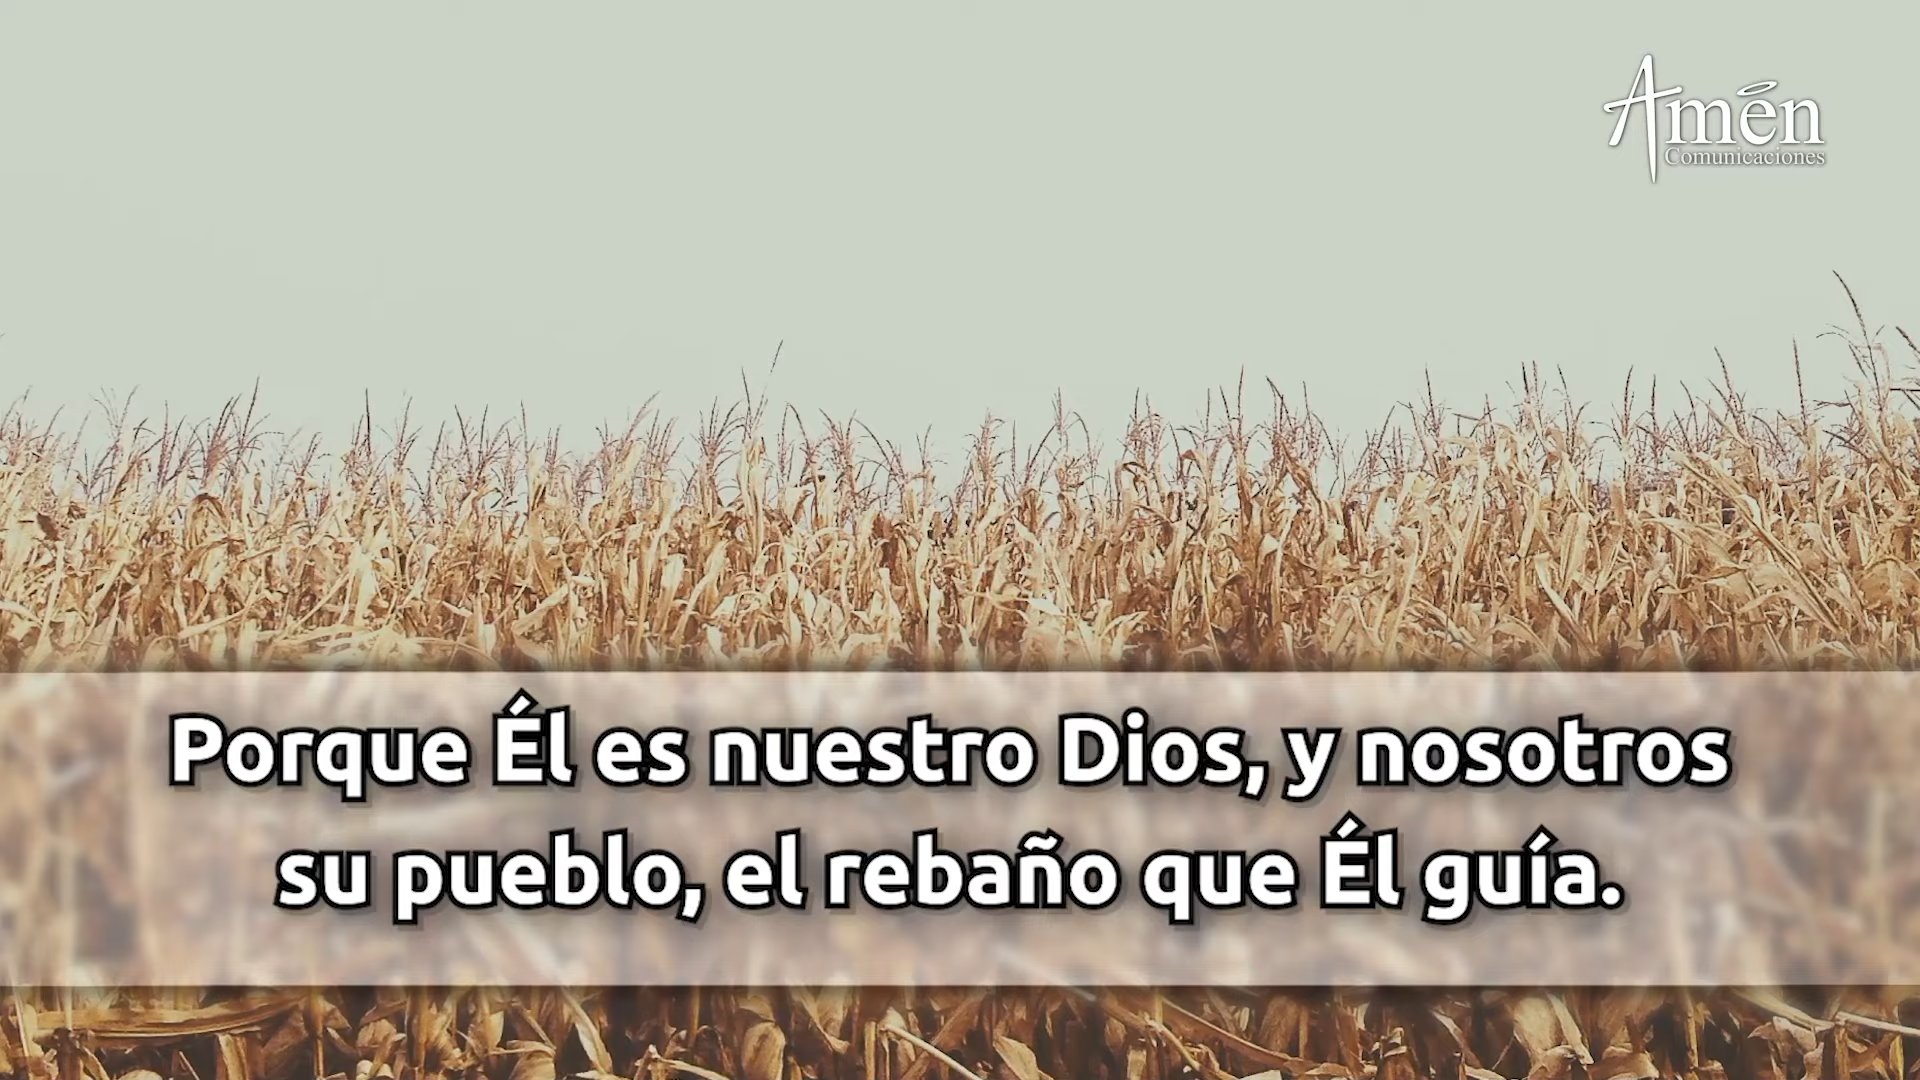 Amén
Comunicaciones
Porque Él es nuestro Dios, y nosotros
su pueblo, el rebaño que Él guía.